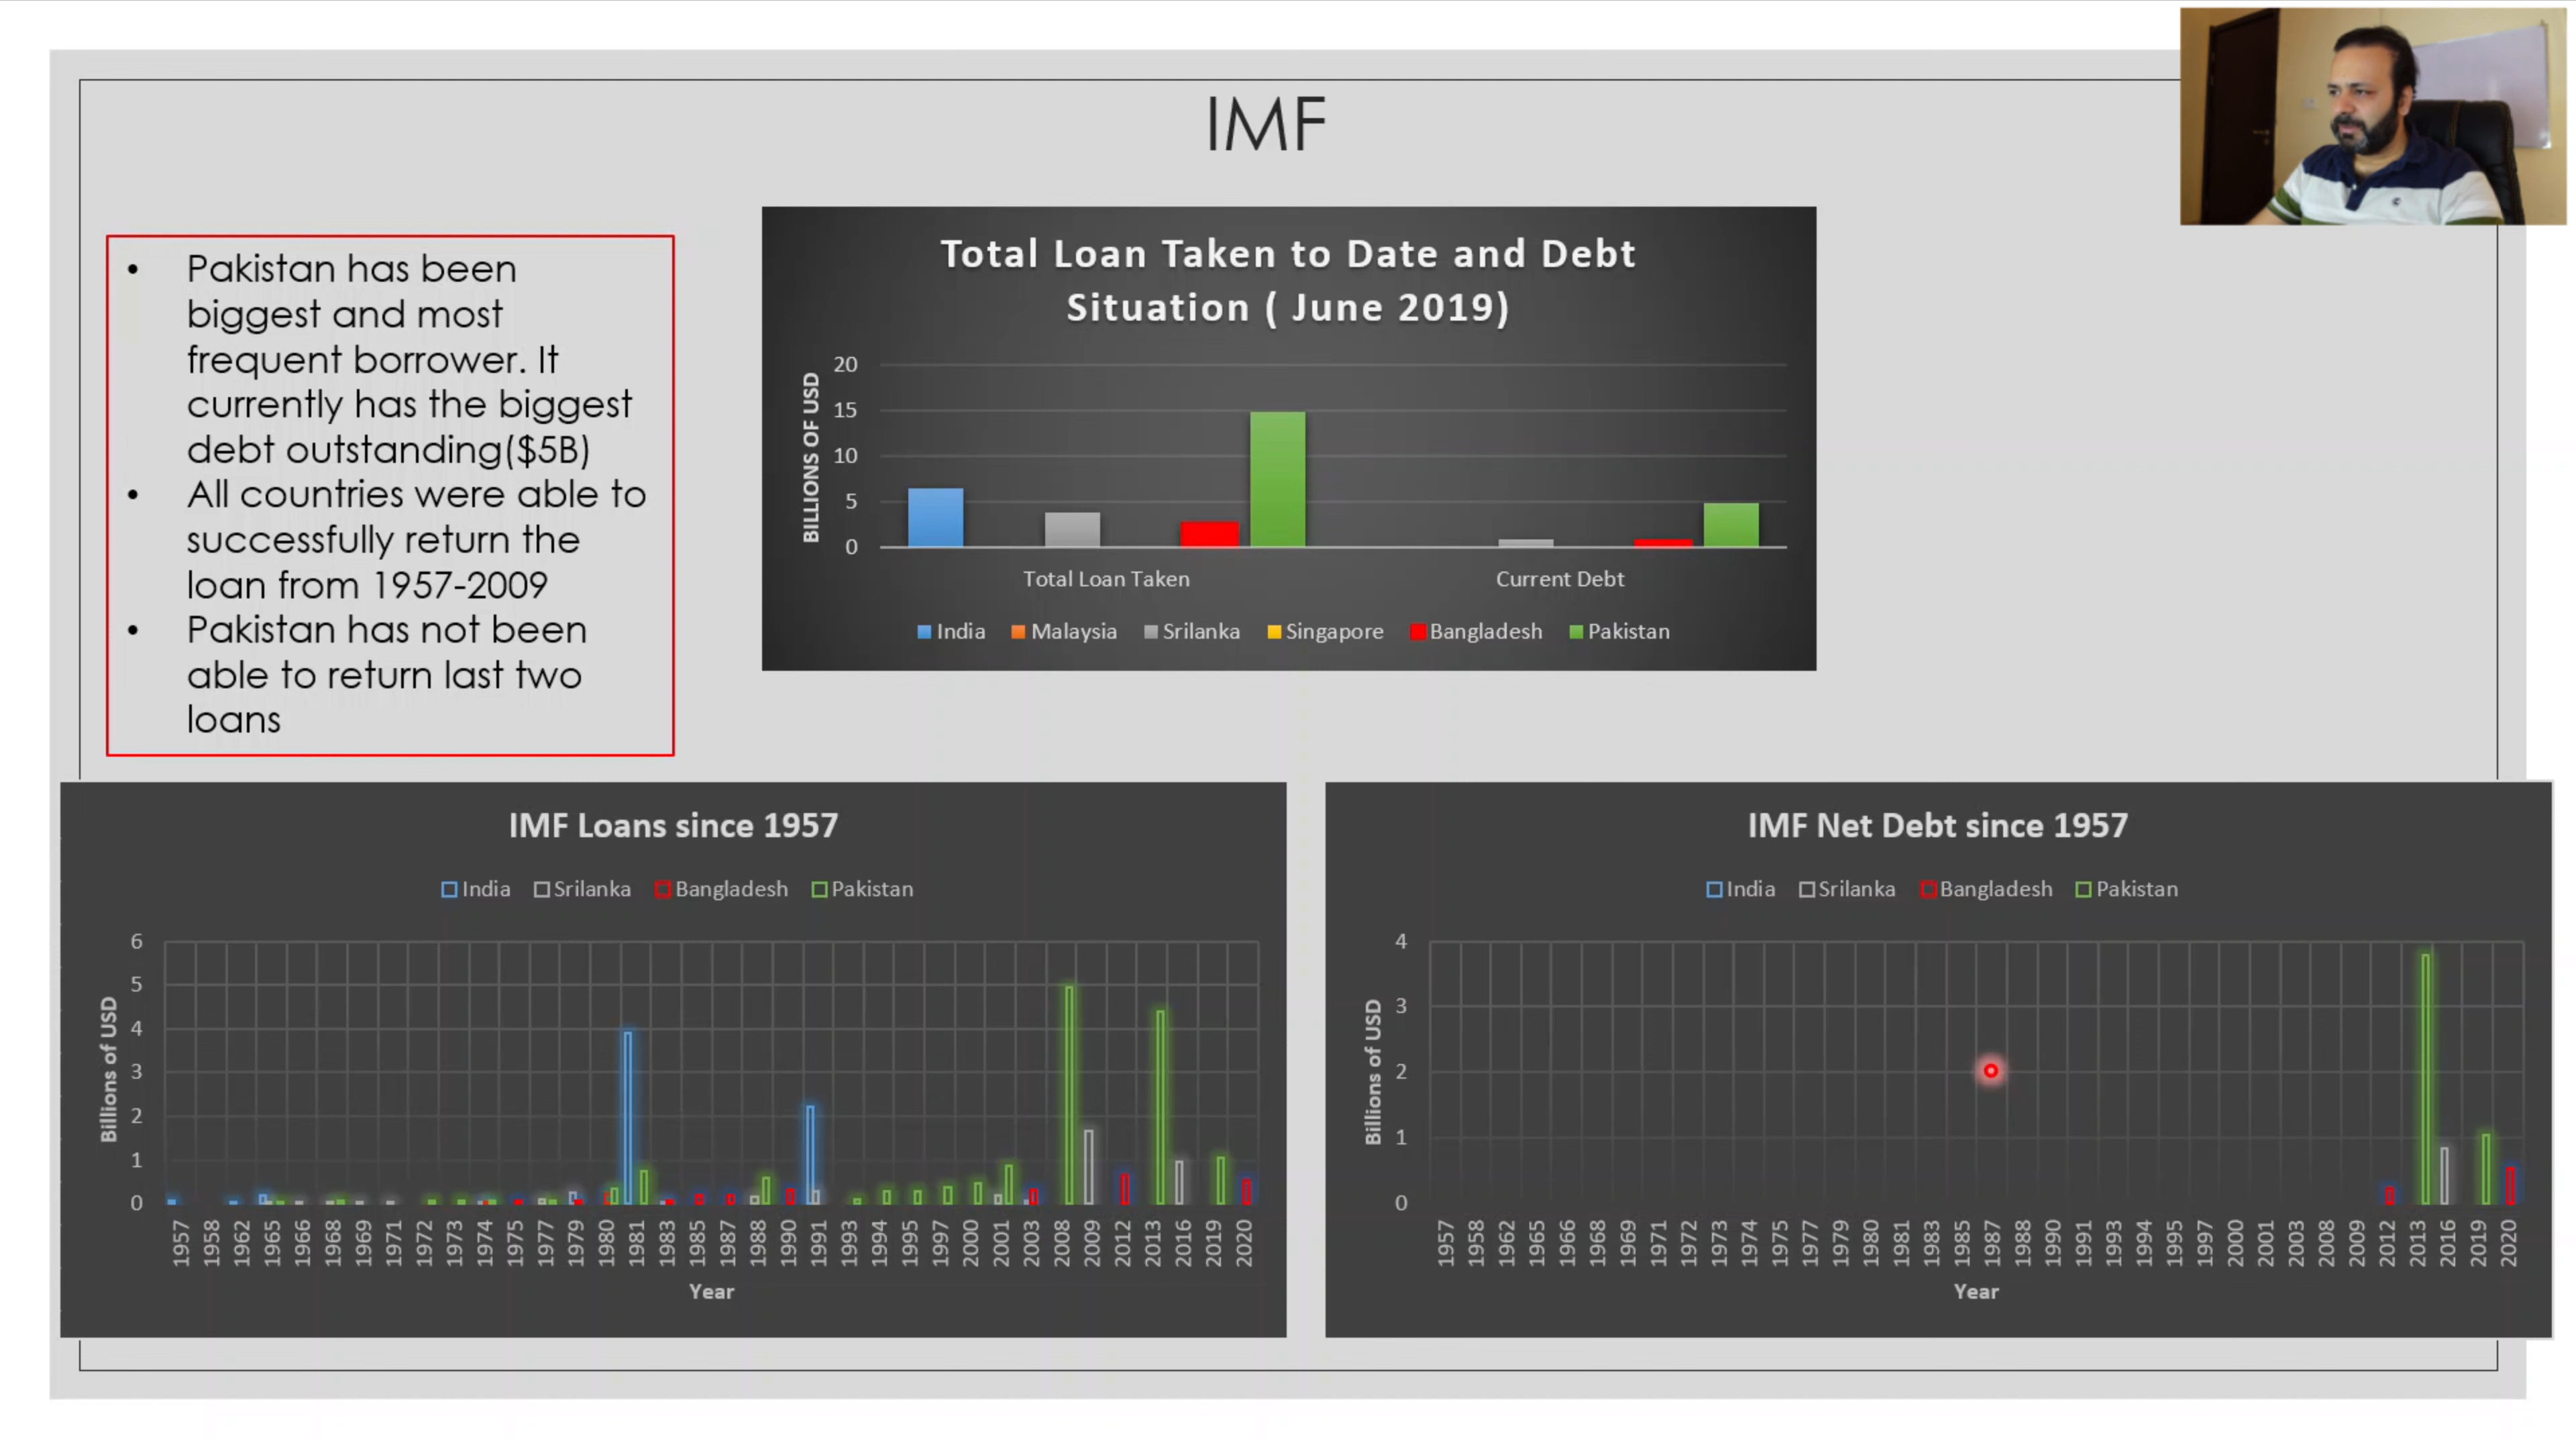 IMF
• Pakistan has been
biggest and most
frequent borrower. It
currently has the biggest
debt outstanding($5B)
• All countries were able to
successfully return the
loan from 1957-2009
• Pakistan has not been
able to return last two
loans
Total Loan Taken to Date and Debt
Situation ( June 2019)
BILLIONS OF USD
20
15
10
5
0
Total Loan Taken Current Debt
India Malaysia Srilanka Singapore Bangladesh Pakistan
IMF Loans since 1957
India Srilanka Bangladesh Pakistan
Billions of USD
6
5
4
3
2
1
0
1957 1958 1962 1965 1966 1968 1969 1971 1972 1973 1974 1975 1977 1979 1980 1981 1983 1985 1987 1988 1990 1991 1993 1994 1995 1997 2000 2001 2003 2008 2009 2012 2013 2016 2019 2020
Year
IMF Net Debt since 1957
India Srilanka Bangladesh Pakistan
Billions of USD
4
3
2
1
0
1957 1958 1962 1965 1966 1968 1969 1971 1972 1973 1974 1975 1977 1979 1980 1981 1983 1985 1987 1988 1990 1991 1993 1994 1995 1997 2000 2001 2003 2008 2009 2012 2013 2016 2019 2020
Year